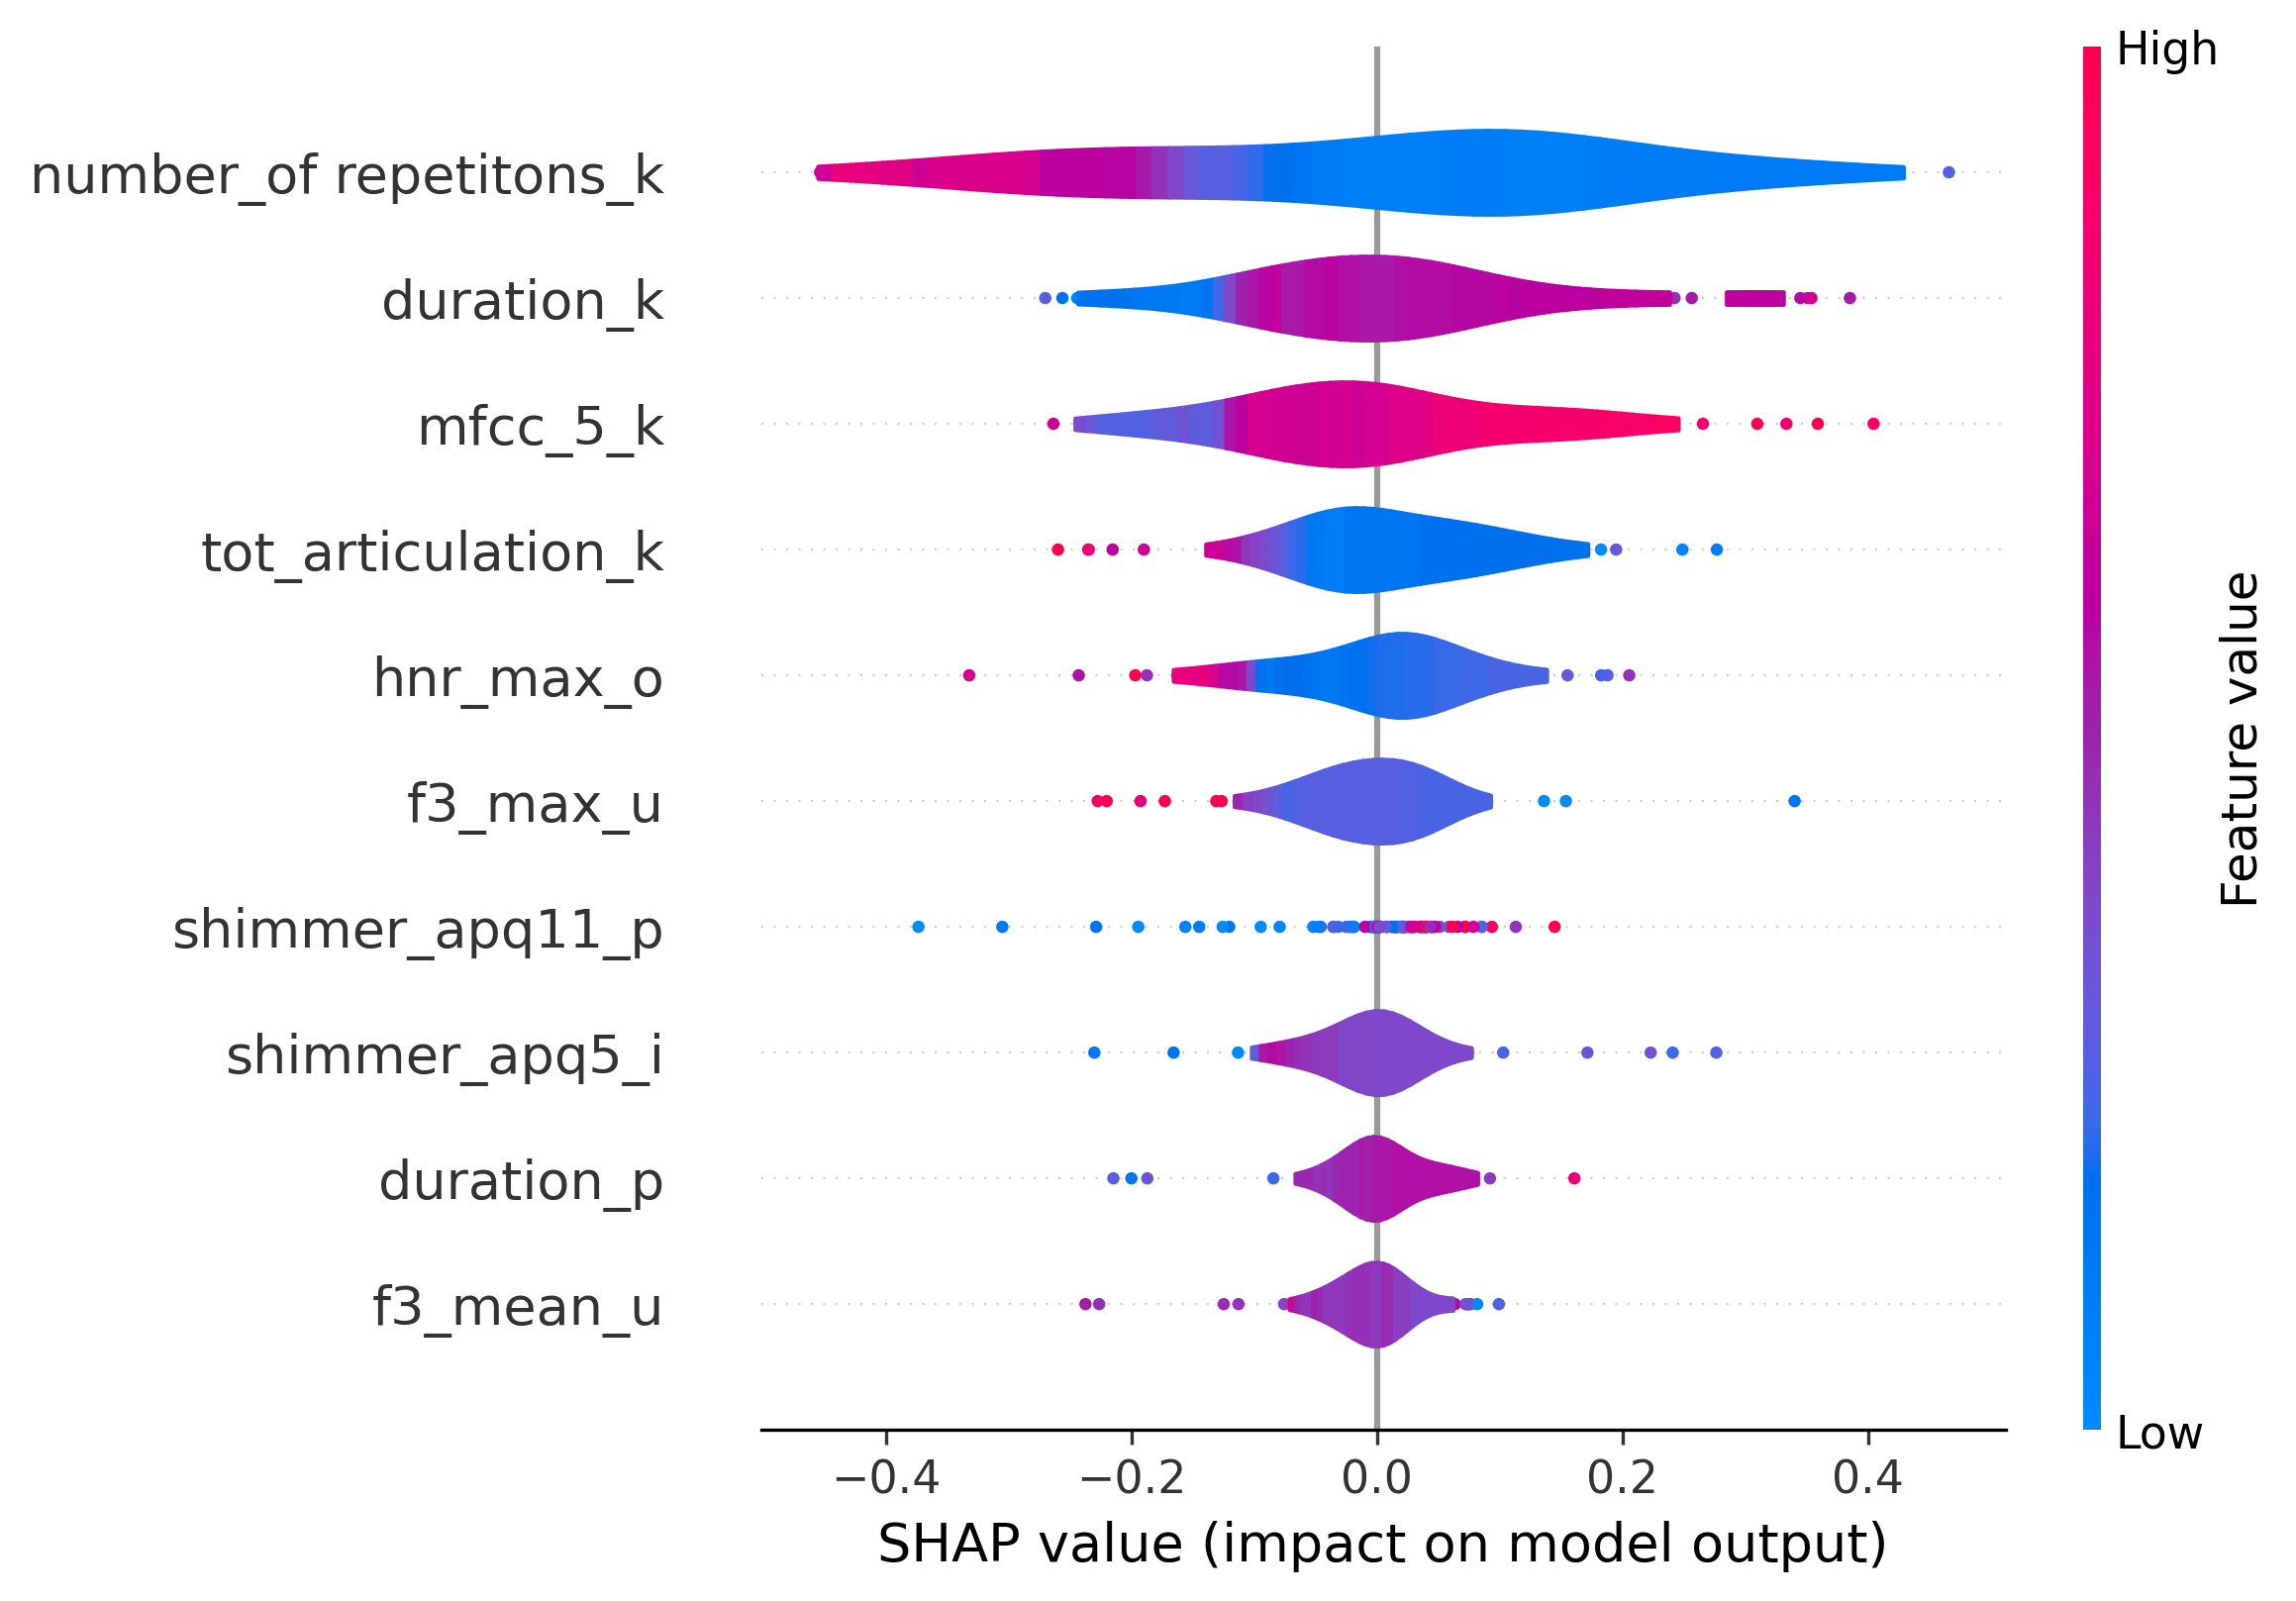 High
number_of repetitons_k
duration_k
mfcc_5_k
tot_articulation_k
hnr_max_o
f3_max_u
shimmer_apq11_p
shimmer_apq5_i
duration_p
f3_mean_u
Feature value
Low
−0.4 −0.2 0.0 0.2 0.4
SHAP value (impact on model output)